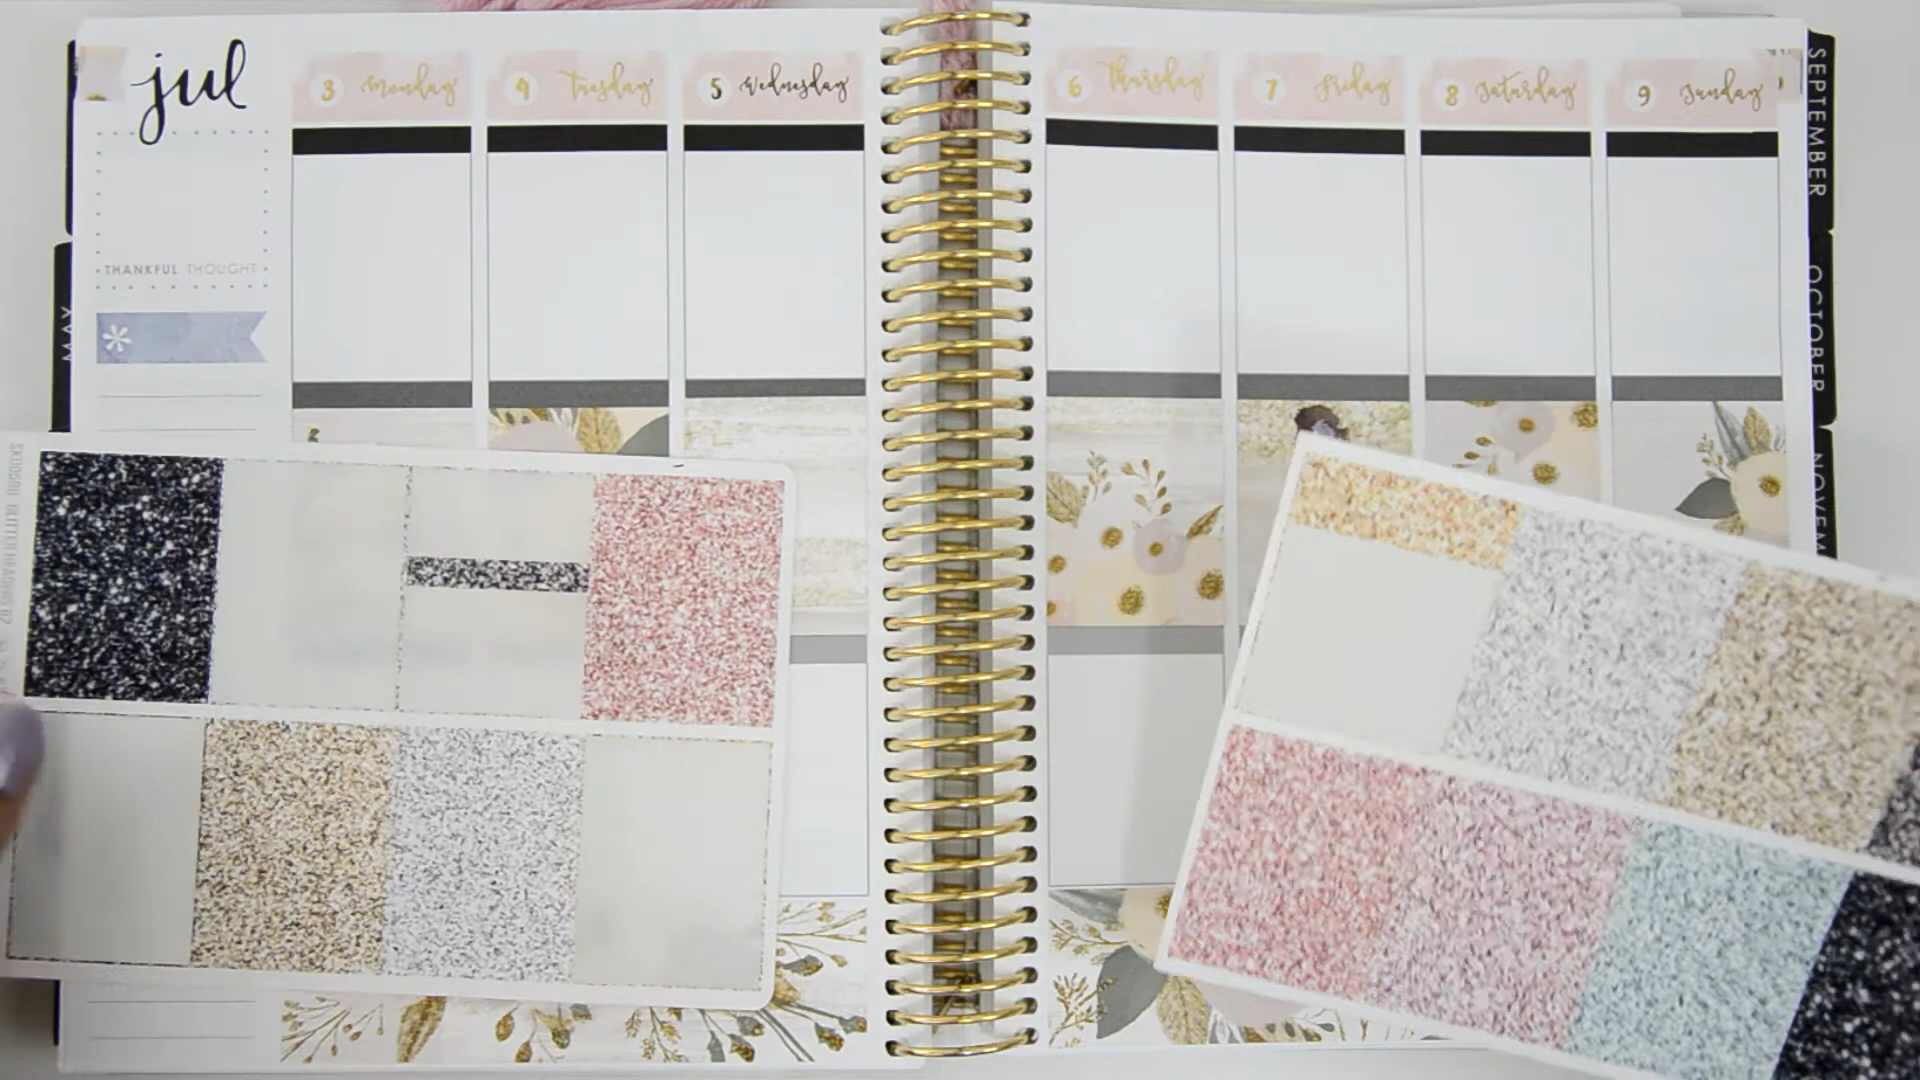 jul
3 Monday
4 Tuesday
5 Wednesday
6 Thursday
7 Friday
8 Saturday
9 Sunday
THANKFUL THOUGHT
SEPTEMBER
OCTOBER
NOVEM